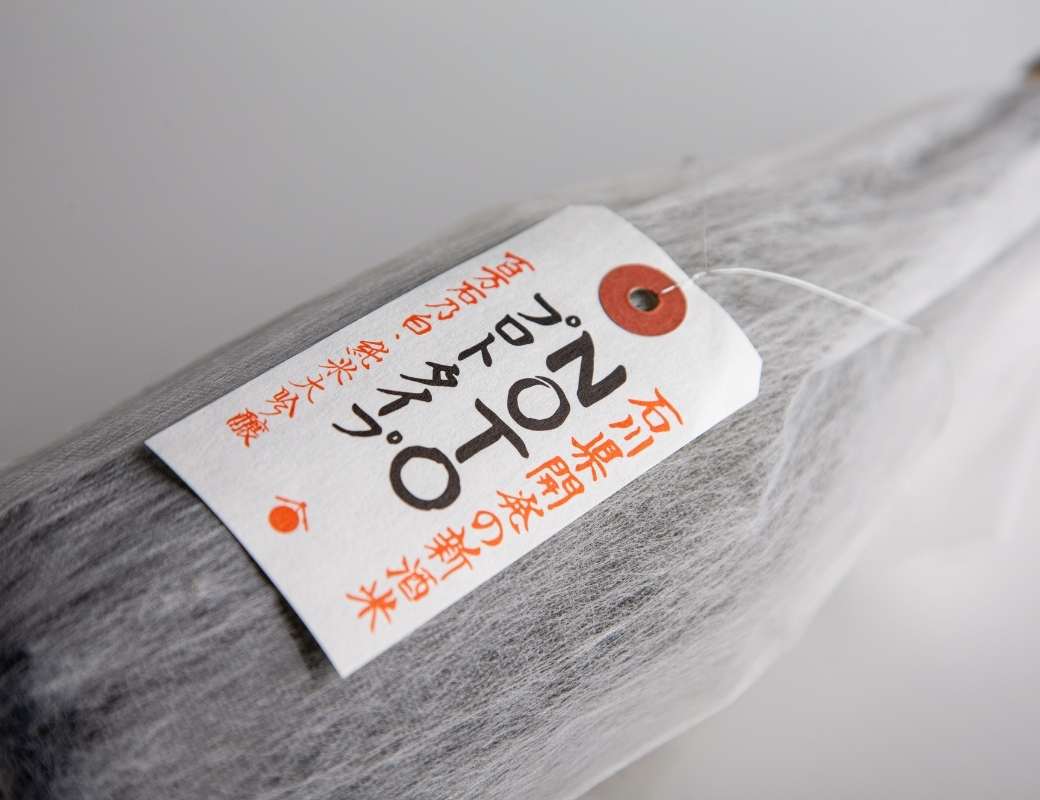 石川県開発の新酒米
NOTO
プロトタイプ
百万石乃白・純米大吟醸